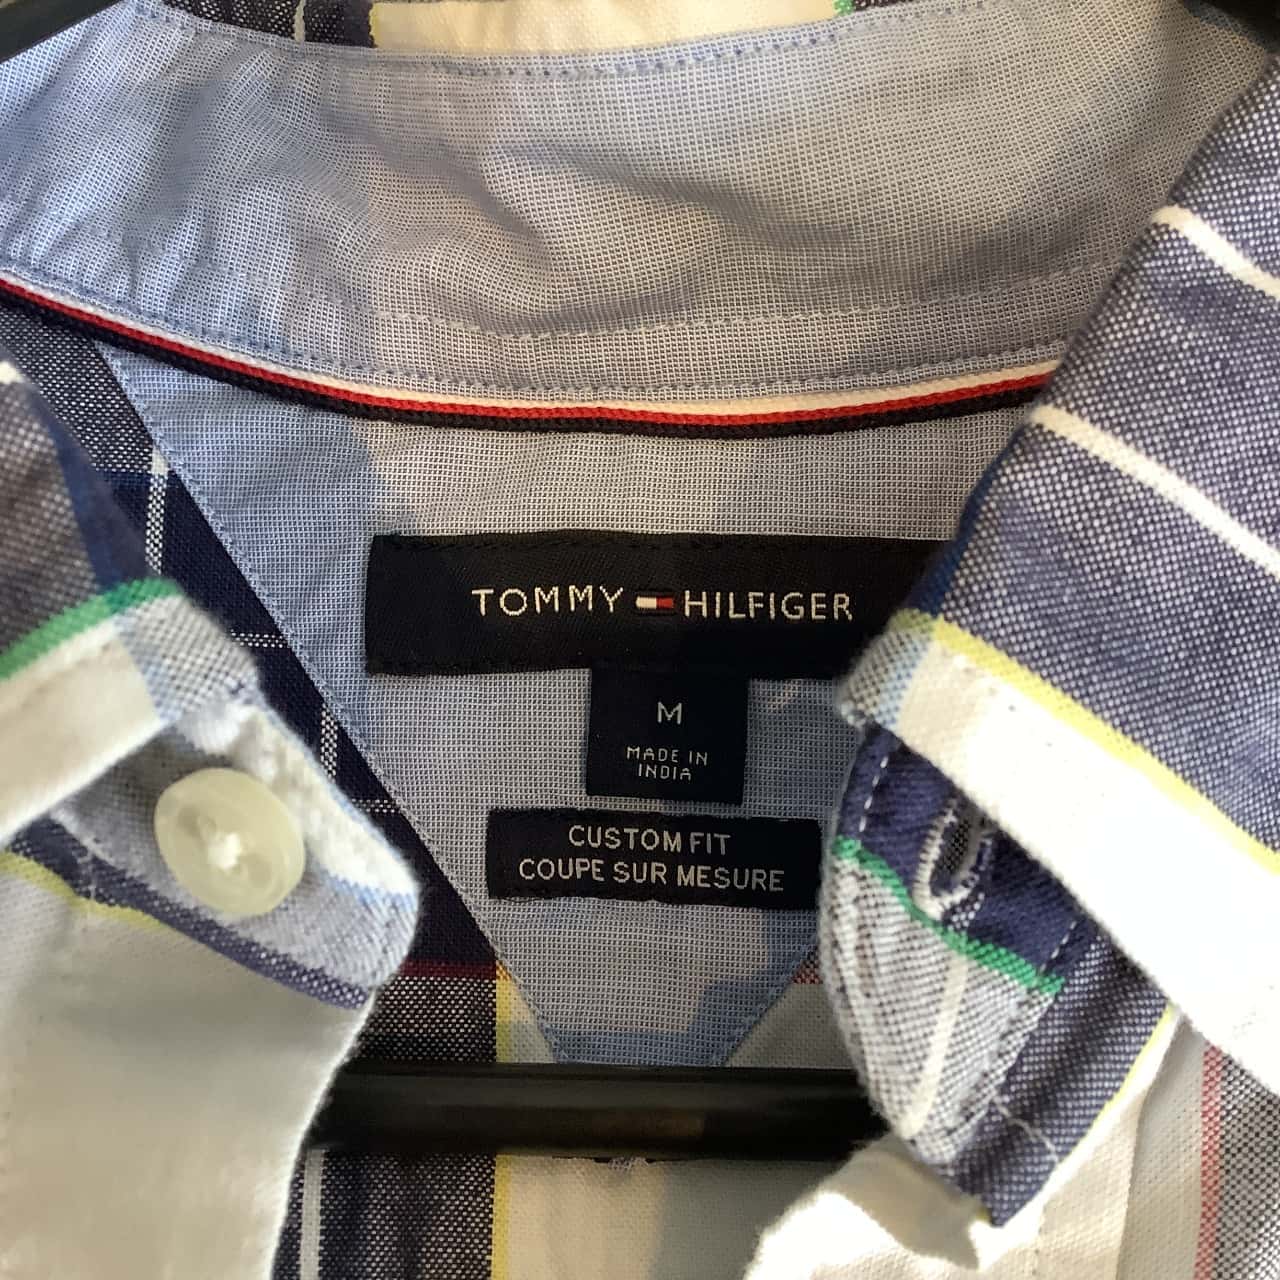 TOMMY HILFIGER
M
MADE IN
INDIA
CUSTOM FIT
COUPE SUR MESURE